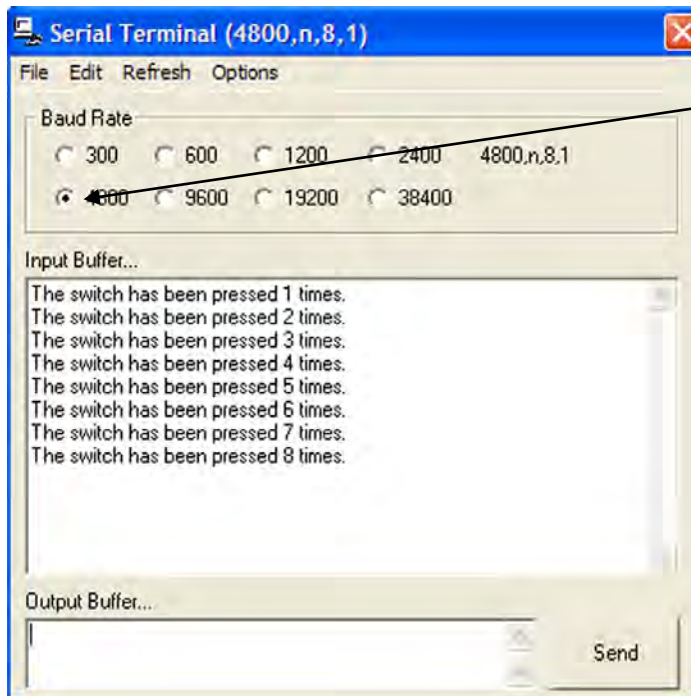 Serial Terminal (4800,n,8,1)
File Edit Refresh Options
Baud Rate
300 600 1200 2400 4800,n,8,1
4800 9600 19200 38400
Input Buffer...
The switch has been pressed 1 times.
The switch has been pressed 2 times.
The switch has been pressed 3 times.
The switch has been pressed 4 times.
The switch has been pressed 5 times.
The switch has been pressed 6 times.
The switch has been pressed 7 times.
The switch has been pressed 8 times.
Output Buffer...
Send